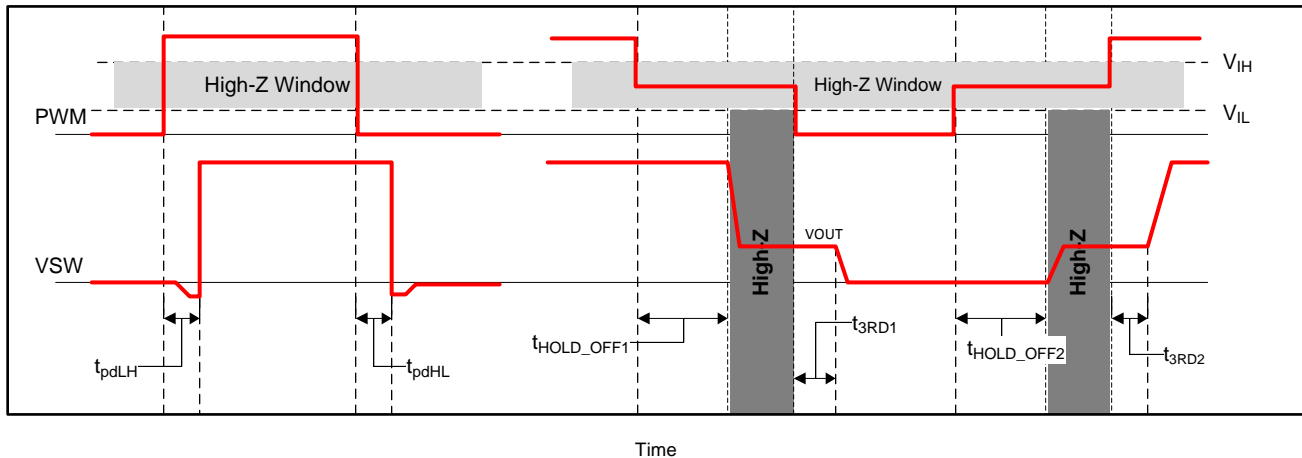 High-Z Window
High-Z Window
VIH
VIL
PWM
VSW
High-Z
VOUT
High-Z
tpdLH
tpdHL
tHOLD_OFF1
t3RD1
tHOLD_OFF2
t3RD2
Time